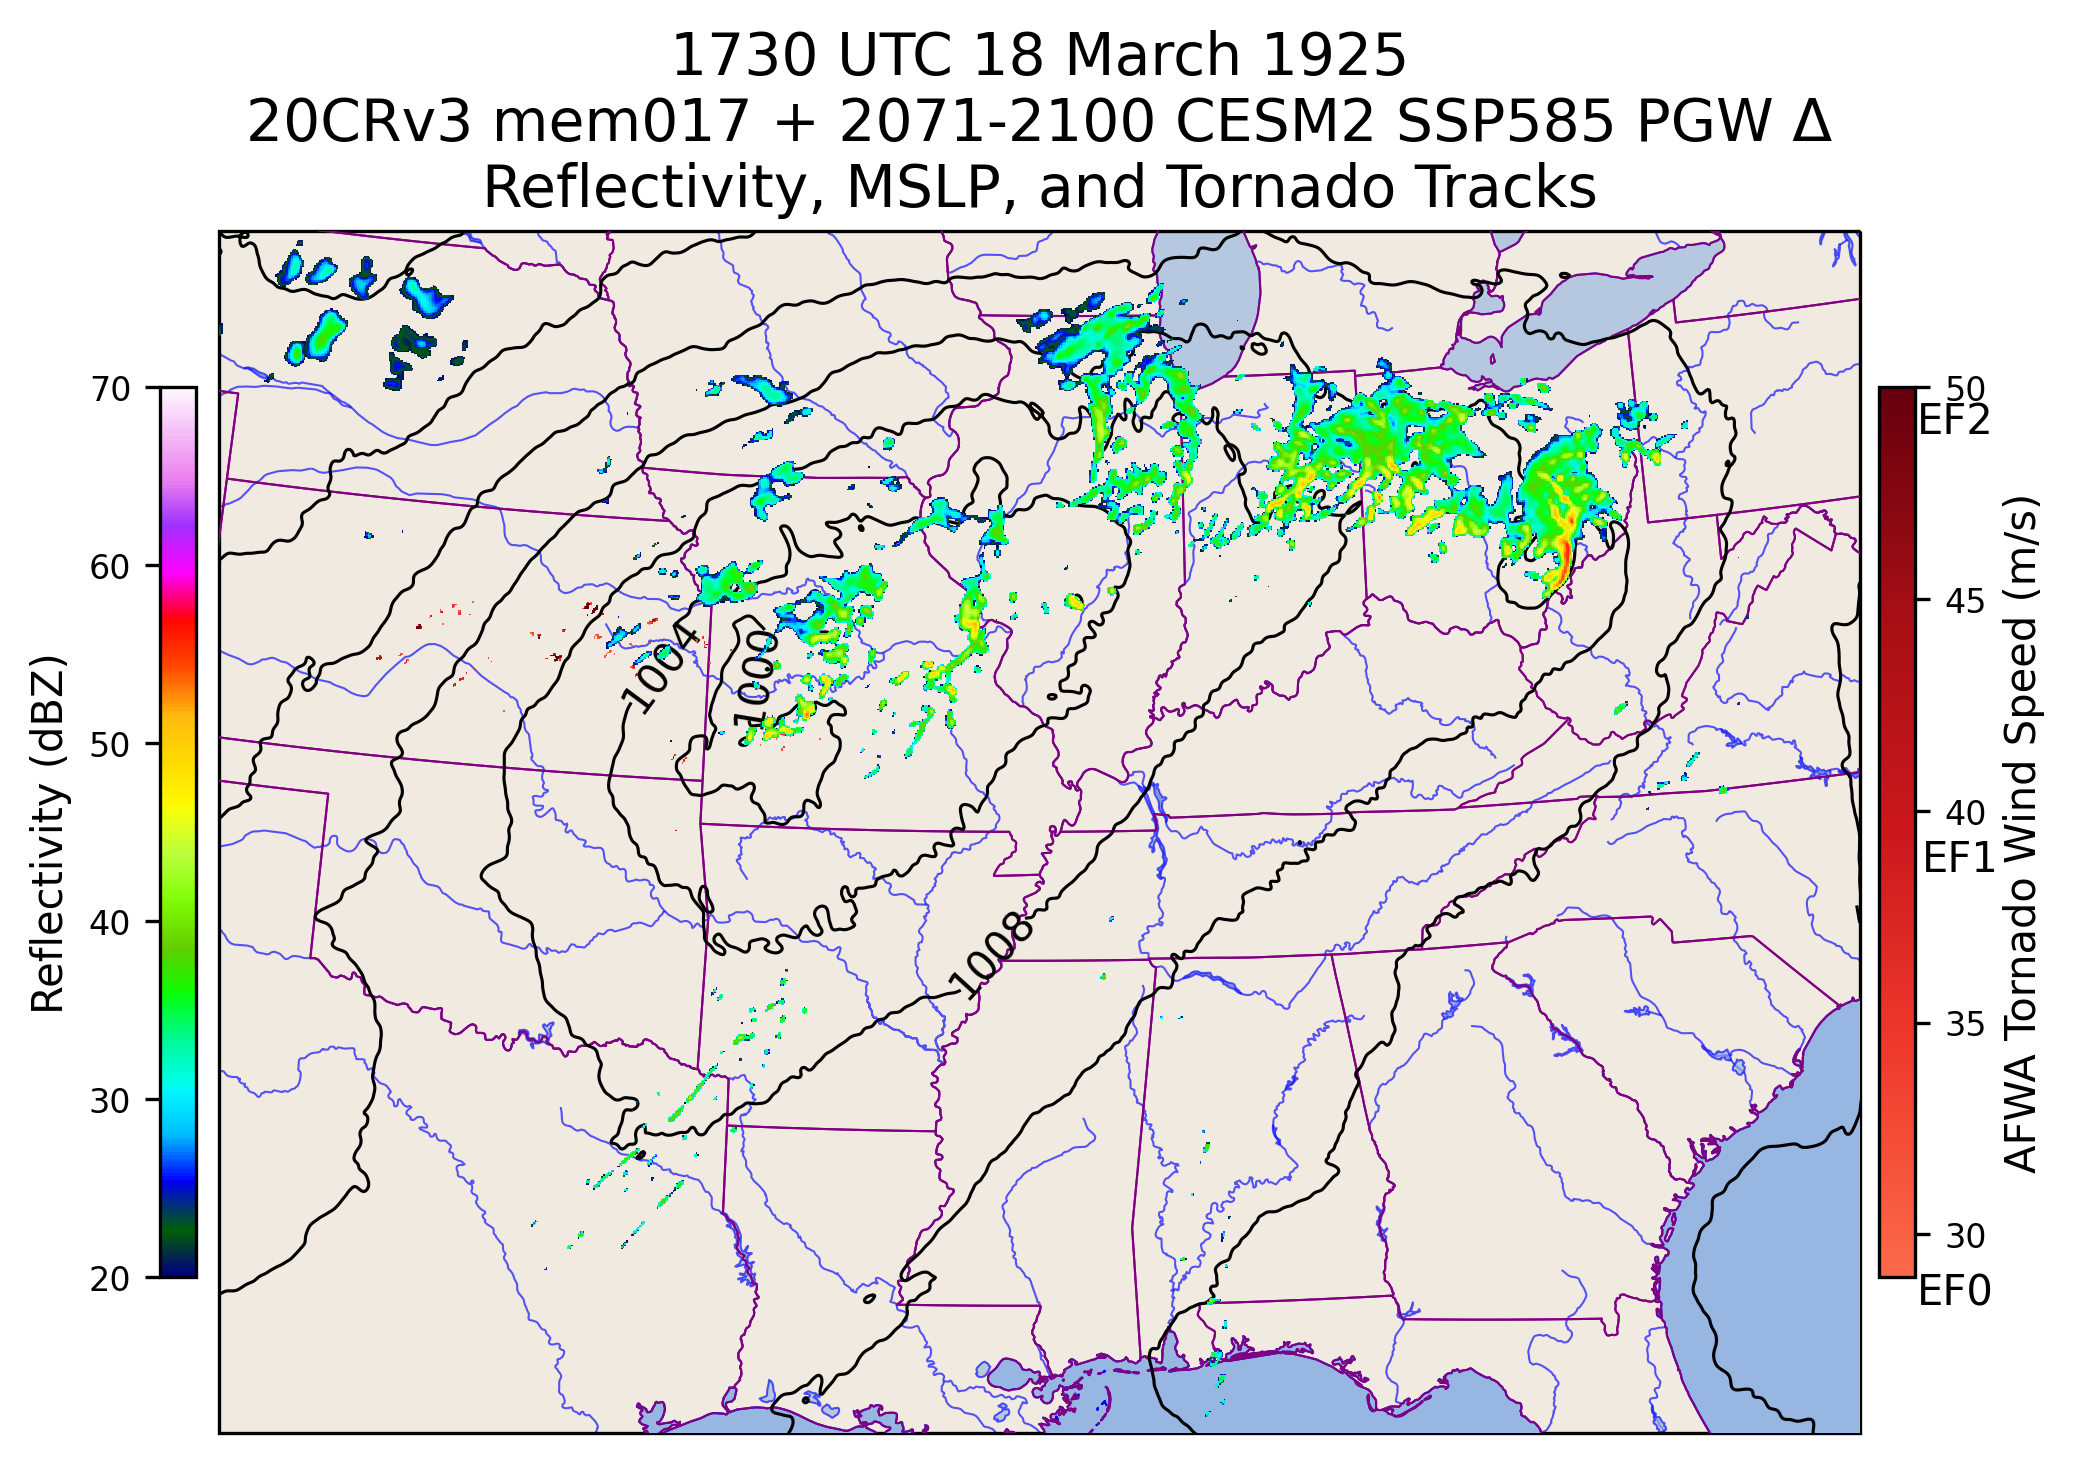 1730 UTC 18 March 1925
20CRv3 mem017 + 2071-2100 CESM2 SSP585 PGW Δ
Reflectivity, MSLP, and Tornado Tracks
70
60
50
40
30
20
Reflectivity (dBZ)
1004
1000
1008
50
EF2
45
40
EF1
35
30
EF0
AFWA Tornado Wind Speed (m/s)